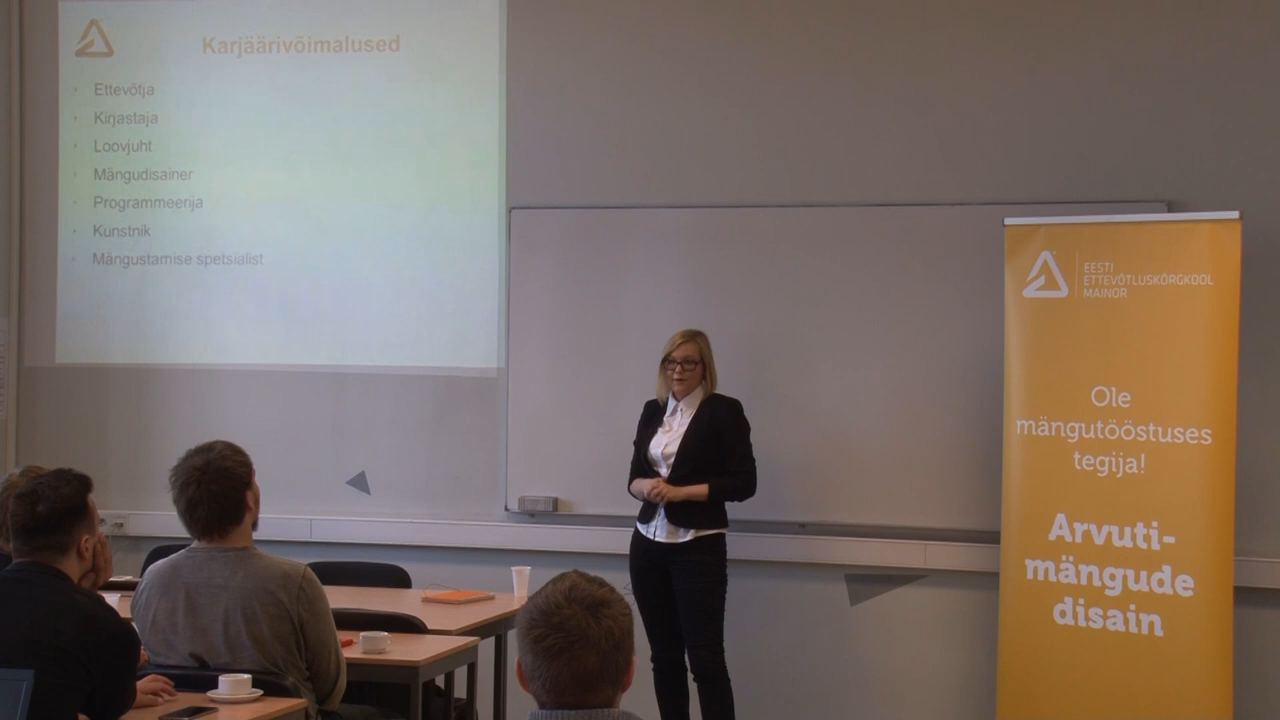 Karjäärivõimalused
Ettevõtja
Kirjastaja
Loovjuht
Mängudisainer
Programmeerija
Kunstnik
Mängustamise spetsialist
EESTI
ETTEVÕTLUSKÕRGKOOL
MAINOR
Ole
mängutööstuses
tegija!
Arvuti-
mängude
disain